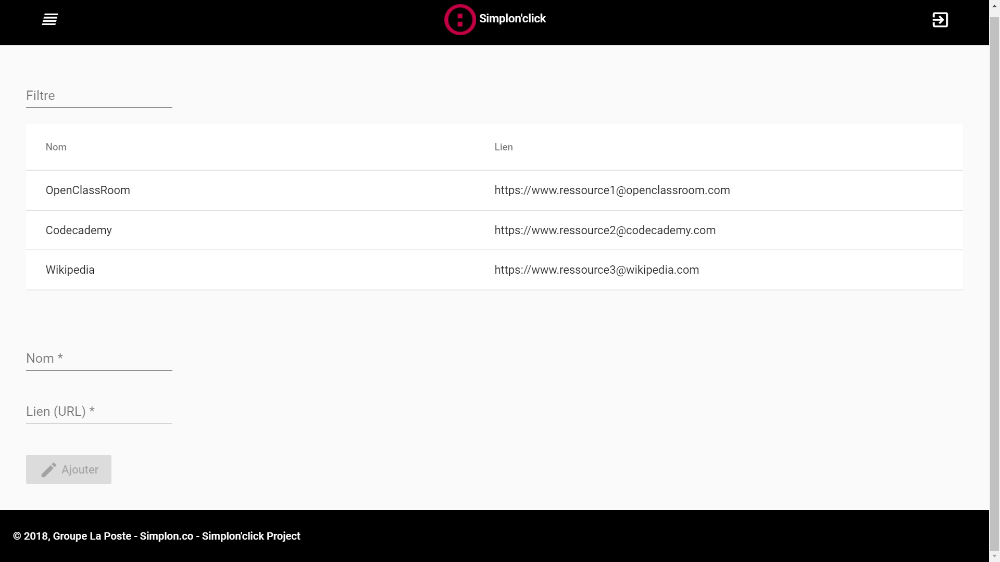 Simplon'click
Filtre
Nom Lien
OpenClassRoom https://www.ressource1@openclassroom.com
Codecademy https://www.ressource2@codecademy.com
Wikipedia https://www.ressource3@wikipedia.com
Nom *
Lien (URL) *
Ajouter
© 2018, Groupe La Poste - Simplon.co - Simplon'click Project